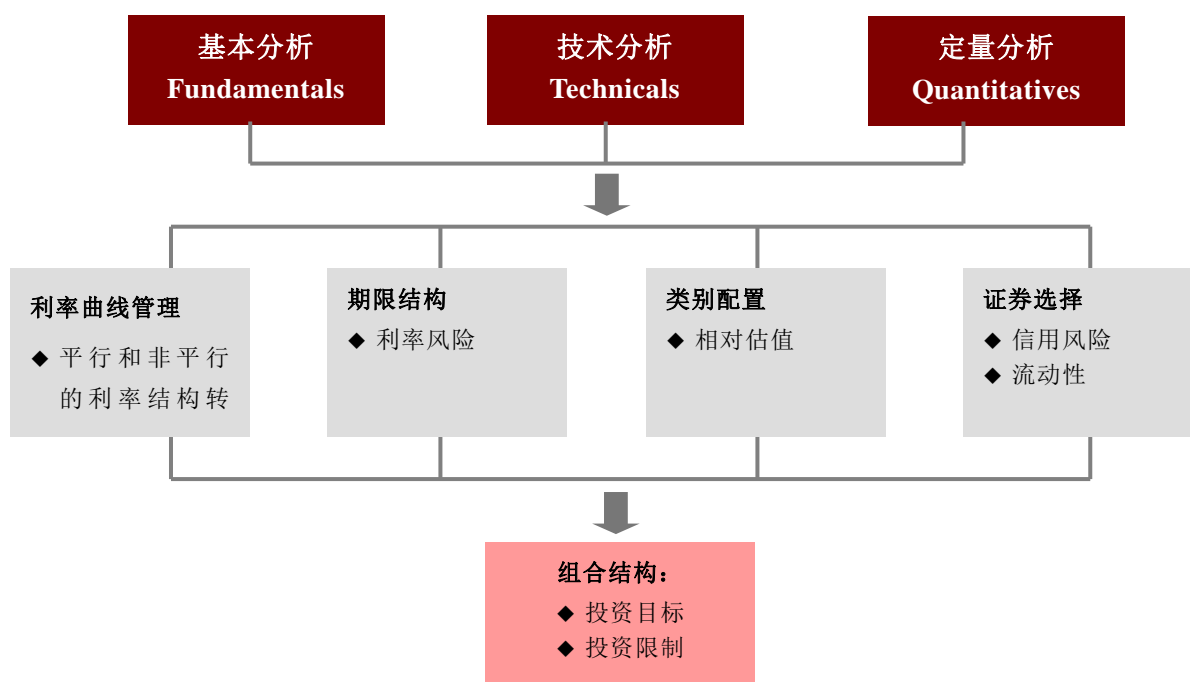 基本分析
Fundamentals
技术分析
Technicals
定量分析
Quantitatives
利率曲线管理
◆ 平行和非平行
的利率结构转
期限结构
◆ 利率风险
类别配置
◆ 相对估值
证券选择
◆ 信用风险
◆ 流动性
组合结构：
◆ 投资目标
◆ 投资限制